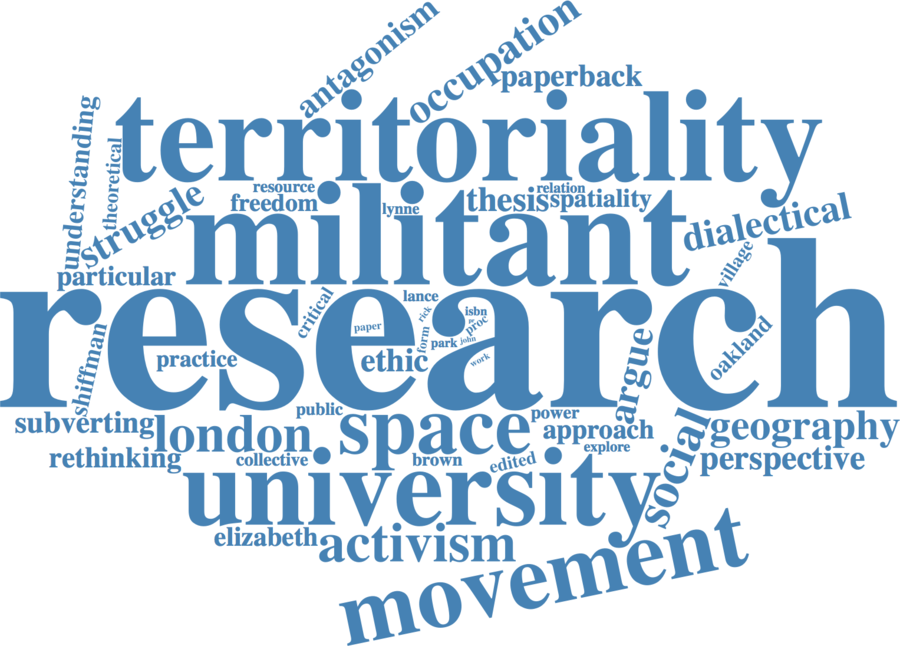 antagonism
occupation
paperback
territoriality
understanding
theoretical
resource
relation
freedom
lynne
thesis
spatiality
struggle
militant
dialectical
village
particular
research
critical
lance
rick
isbn
pc
proc
paper
form
park
john
work
practice
ethic
shiffman
argue
oakland
public
power
subverting
london
space
approach
geography
explore
social
rethinking
collective
brown
edited
perspective
university
elizabeth
activism
movement